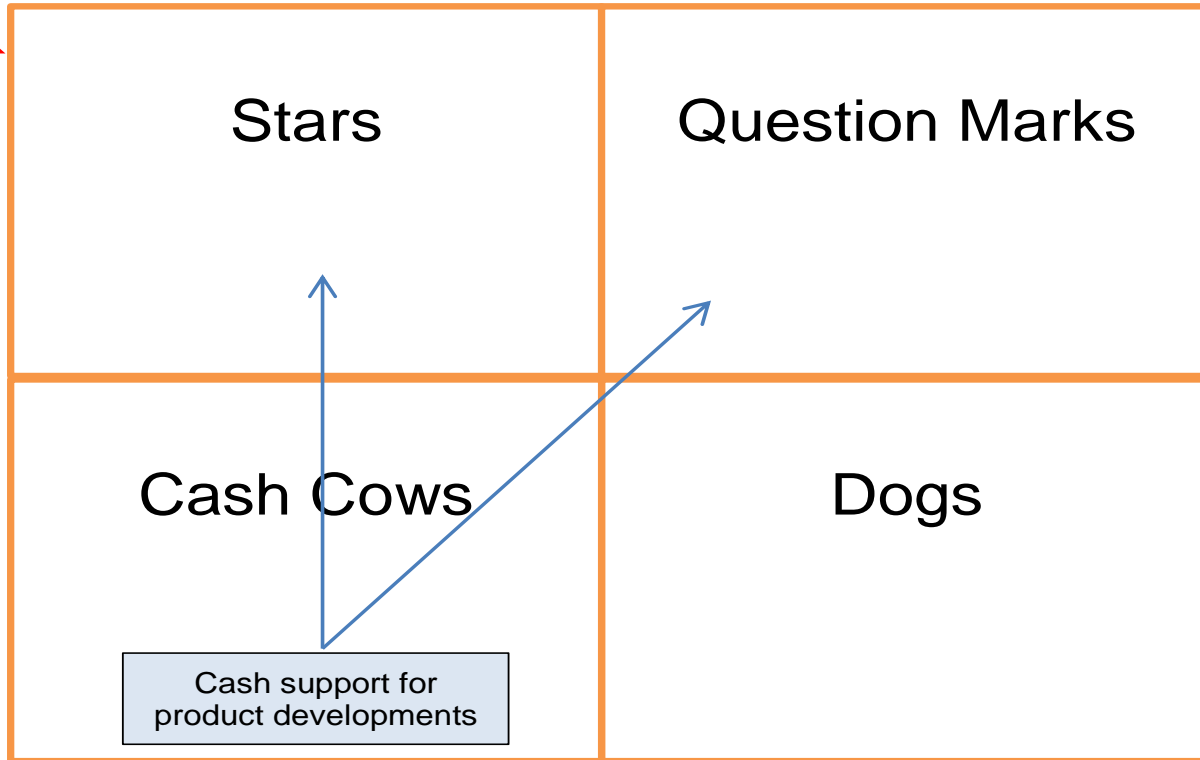 Stars
Question Marks
Cash Cows
Dogs
Cash support for
product developments